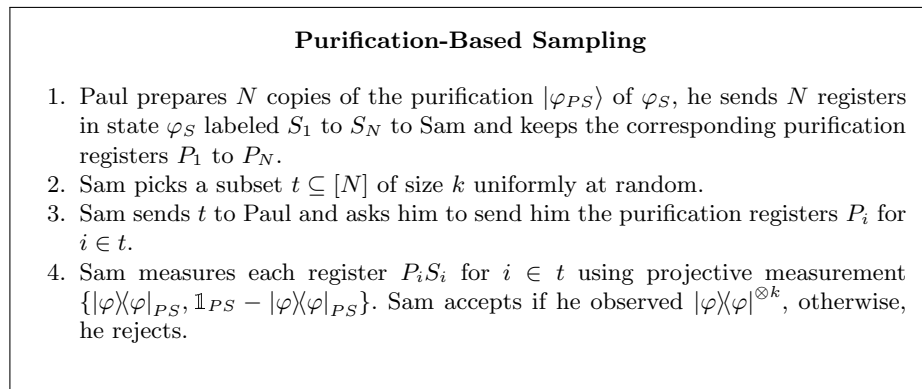 Purification-Based Sampling
1. Paul prepares N copies of the purification |φ_{PS}⟩ of φ_S, he sends N registers
in state φ_S labeled S_1 to S_N to Sam and keeps the corresponding purification
registers P_1 to P_N.
2. Sam picks a subset t ⊆ [N] of size k uniformly at random.
3. Sam sends t to Paul and asks him to send him the purification registers P_i for
i ∈ t.
4. Sam measures each register P_iS_i for i ∈ t using projective measurement
{|φ⟩⟨φ|_{PS}, 𝟙_{PS} − |φ⟩⟨φ|_{PS}}. Sam accepts if he observed |φ⟩⟨φ|^{⊗k}, otherwise,
he rejects.